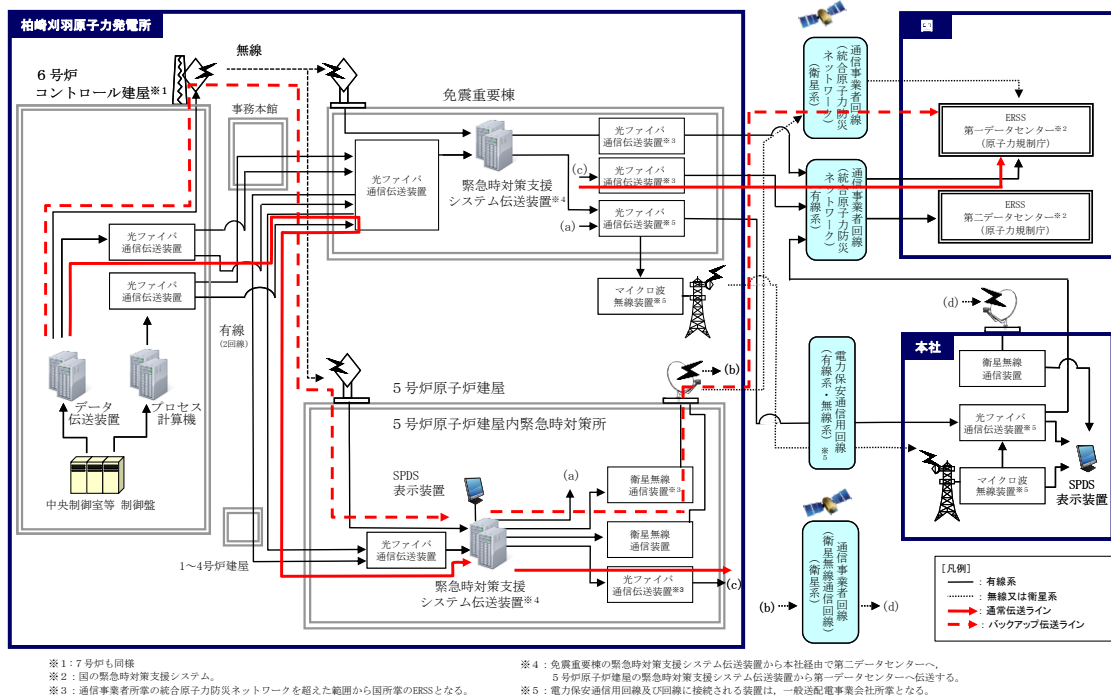 柏崎刈羽原子力発電所
6号炉
コントロール建屋※1
無線
事務本館
免震重要棟
光ファイバ
通信伝送装置
緊急時対策支援
システム伝送装置※4
光ファイバ
通信伝送装置※3
(c)
光ファイバ
通信伝送装置※3
(a)
光ファイバ
通信伝送装置※5
マイクロ波
無線装置※5
光ファイバ
通信伝送装置
光ファイバ
通信伝送装置
有線
(2回線)
データ
伝送装置
プロセス
計算機
中央制御室等 制御盤
1～4号炉建屋
5号炉原子炉建屋
5号炉原子炉建屋内緊急時対策所
(b)
SPDS
表示装置
(a)
光ファイバ
通信伝送装置
緊急時対策支援
システム伝送装置※4
衛星無線
通信装置※3
衛星無線
通信装置
光ファイバ
通信伝送装置※3
(c)
通信事業者回線
(統合原子力防災
ネットワーク)
(衛星系)
通信事業者回線
(統合原子力防災
ネットワーク)
有線系)
電力保安通信用回線
(有線系・無線系)
※5
通信事業者回線
(衛星無線通信回線)
(衛星系)
(b)
(d)
国
ERSS
第一データセンター※2
(原子力規制庁)
ERSS
第二データセンター※2
(原子力規制庁)
(d)
本社
衛星無線
通信装置
光ファイバ
通信伝送装置※5
マイクロ波
無線装置※5
SPDS
表示装置
[凡例]
：有線系
：無線又は衛星系
：通常伝送ライン
：バックアップ伝送ライン
※1：7号炉も同様
※2：国の緊急時対策支援システム。
※3：通信事業者所掌の統合原子力防災ネットワークを超えた範囲から国所掌のERSSとなる。
※4：免震重要棟の緊急時対策支援システム伝送装置から本社経由で第二データセンターへ，
5号炉原子炉建屋の緊急時対策支援システム伝送装置から第一データセンターへ伝送する。
※5：電力保安通信用回線及び回線に接続される装置は，一般送配電事業会社所掌となる。